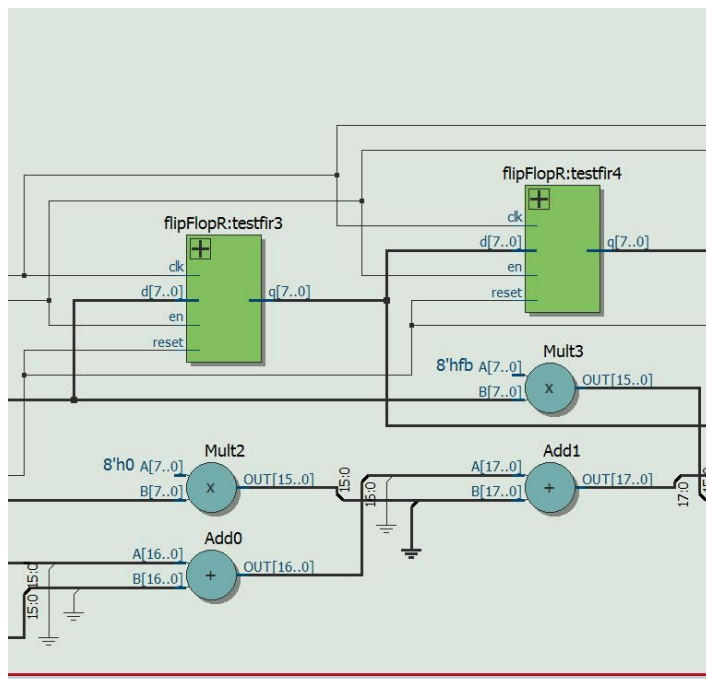 flipFlopR:testfir4
clk
d[7..0]
q[7..0]
en
reset
flipFlopR:testfir3
clk
d[7..0]
q[7..0]
en
reset
Mult3
8'hfb
A[7..0]
B[7..0]
OUT[15..0]
x
Mult2
8'h0
A[7..0]
B[7..0]
OUT[15..0]
x
15:0
16:0
Add1
A[17..0]
B[17..0]
OUT[17..0]
+
17:0
Add0
A[16..0]
B[16..0]
OUT[16..0]
+
15:0
15:0